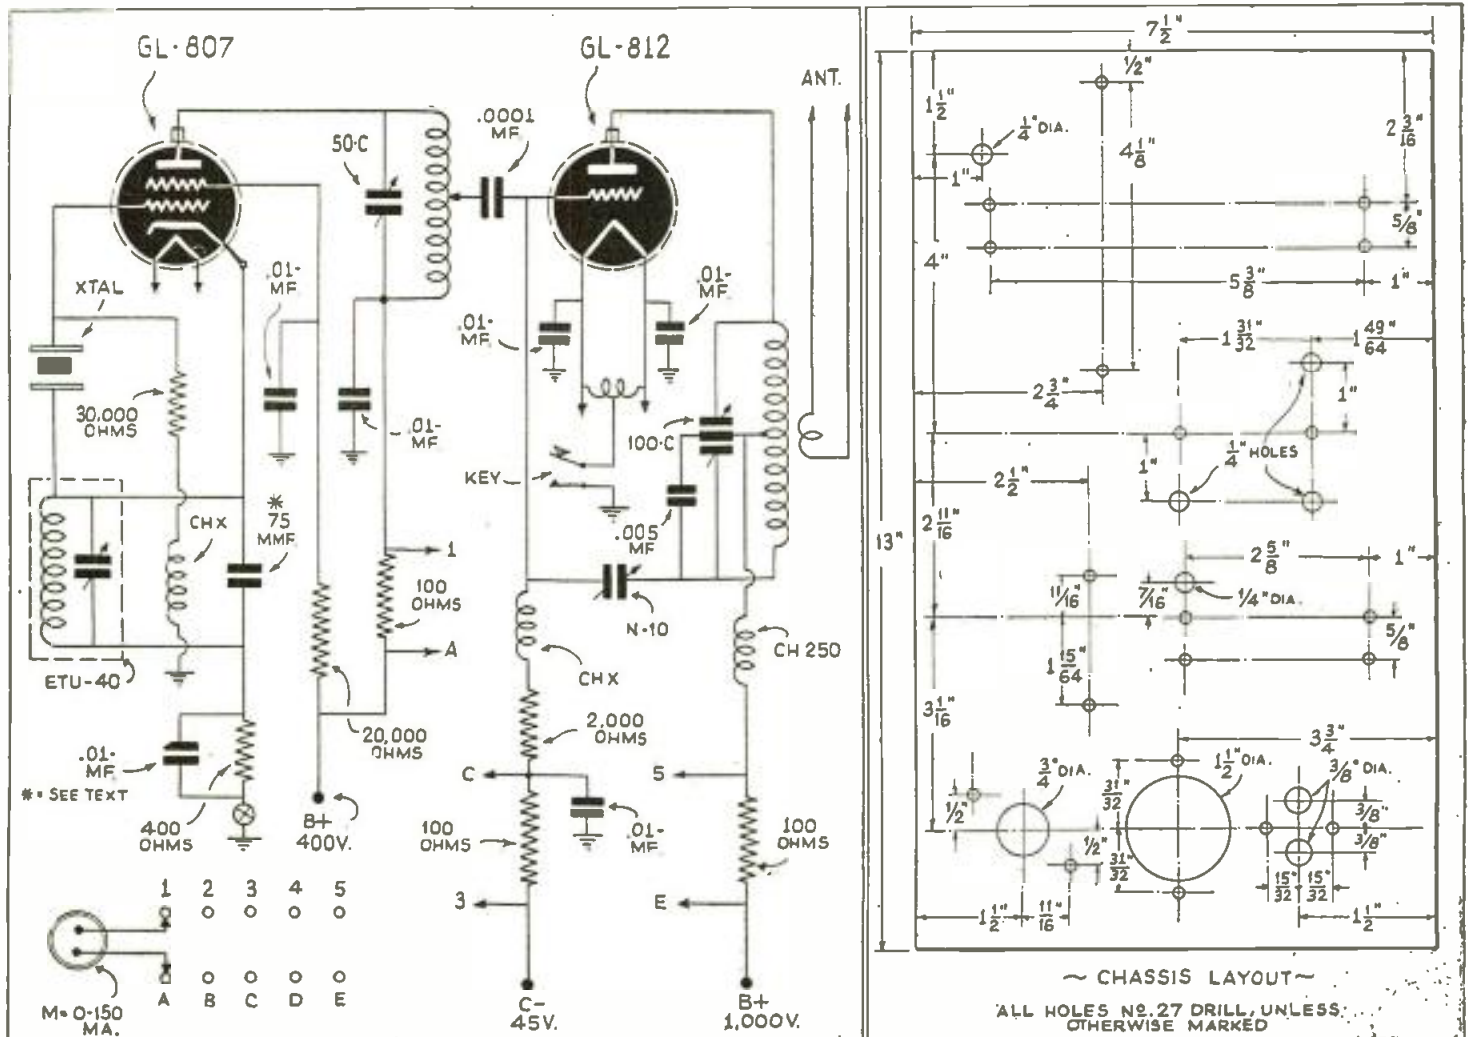 GL-807
GL-812
ANT.
50-C
.0001
MF.
XTAL
.01-
MF.
.01-
MF.
.01-
MF.
30,000
OHMS
.01-
MF
100-C
KEY
CHX
*
75
MMF.
.005
MF
1
100
OHMS
A
N-10
ETU-40
CHX
CH 250
20,000
OHMS
2,000
OHMS
.01-
MF
* = SEE TEXT
400
OHMS
B+
400V.
C
5
100
OHMS
.01-
MF
100
OHMS
3
E
1 2 3 4 5
A B C D E
M=0-150
MA.
C-
45V.
B+
1,000V.
7 1/2"
1/2"
1 1/2"
1/4" DIA.
4 1/8"
2 3/16"
1"
5/8"
4"
5 3/8"
1"
1 31/32"
1 49/64"
2 3/4"
1"
1"
1/4" HOLES
2 1/2"
13"
2 11/16"
2 5/8"
1"
11/16"
7/16"
1/4" DIA.
5/8"
1 15/64"
3 1/16"
3 3/4"
3/4" DIA.
31/32"
1 1/2" DIA.
3/8" DIA.
1/2"
3/8"
1/2"
31/32"
3/8"
15/32"
15/32"
1 1/2"
11/16"
1 1/2"
~ CHASSIS LAYOUT ~
ALL HOLES NO. 27 DRILL, UNLESS
OTHERWISE MARKED